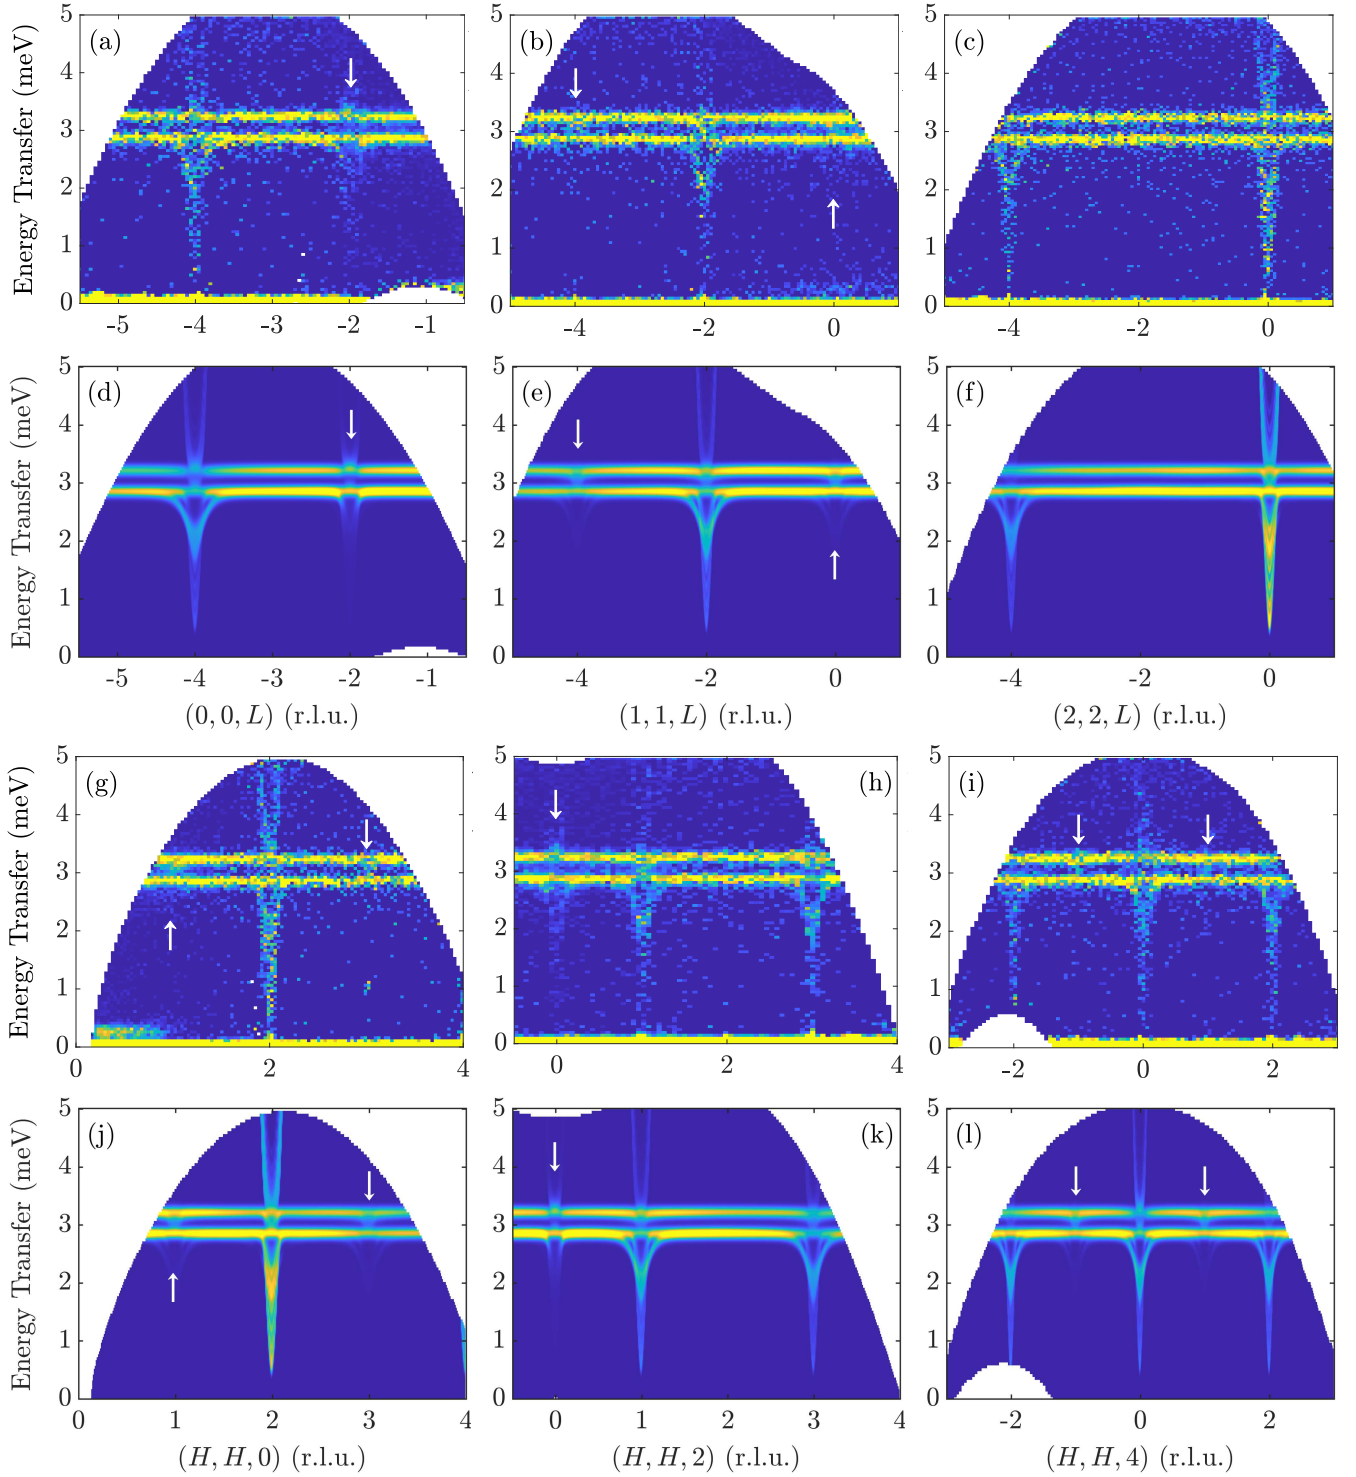 (a) (b) (c)
Energy Transfer (meV)
5 4 3 2 1 0
5 4 3 2 1 0
5 4 3 2 1 0
-5 -4 -3 -2 -1
-4 -2 0
-4 -2 0
(d) (e) (f)
Energy Transfer (meV)
5 4 3 2 1 0
5 4 3 2 1 0
5 4 3 2 1 0
-5 -4 -3 -2 -1
-4 -2 0
-4 -2 0
(0, 0, L) (r.l.u.)
(1, 1, L) (r.l.u.)
(2, 2, L) (r.l.u.)
(g) (h) (i)
Energy Transfer (meV)
5 4 3 2 1 0
5 4 3 2 1 0
5 4 3 2 1 0
0 2 4
0 2 4
-2 0 2
(j) (k) (l)
Energy Transfer (meV)
5 4 3 2 1 0
5 4 3 2 1 0
5 4 3 2 1 0
0 1 2 3 4
0 1 2 3 4
-2 0 2
(H, H, 0) (r.l.u.)
(H, H, 2) (r.l.u.)
(H, H, 4) (r.l.u.)